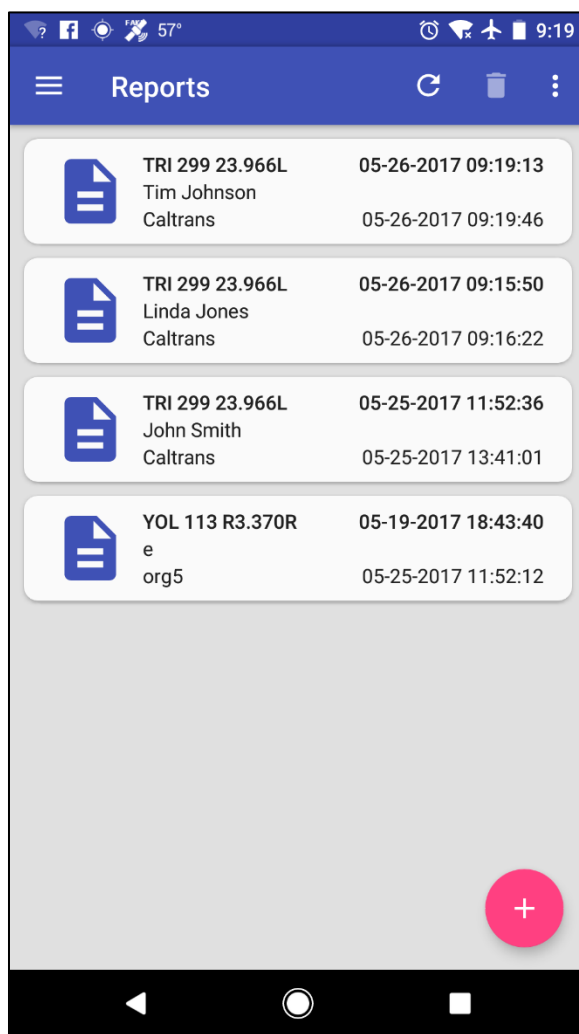 ? FAKE 57° 9:19
Reports
TRI 299 23.966L 05-26-2017 09:19:13
Tim Johnson
Caltrans 05-26-2017 09:19:46
TRI 299 23.966L 05-26-2017 09:15:50
Linda Jones
Caltrans 05-26-2017 09:16:22
TRI 299 23.966L 05-25-2017 11:52:36
John Smith
Caltrans 05-25-2017 13:41:01
YOL 113 R3.370R 05-19-2017 18:43:40
e
org5 05-25-2017 11:52:12
+